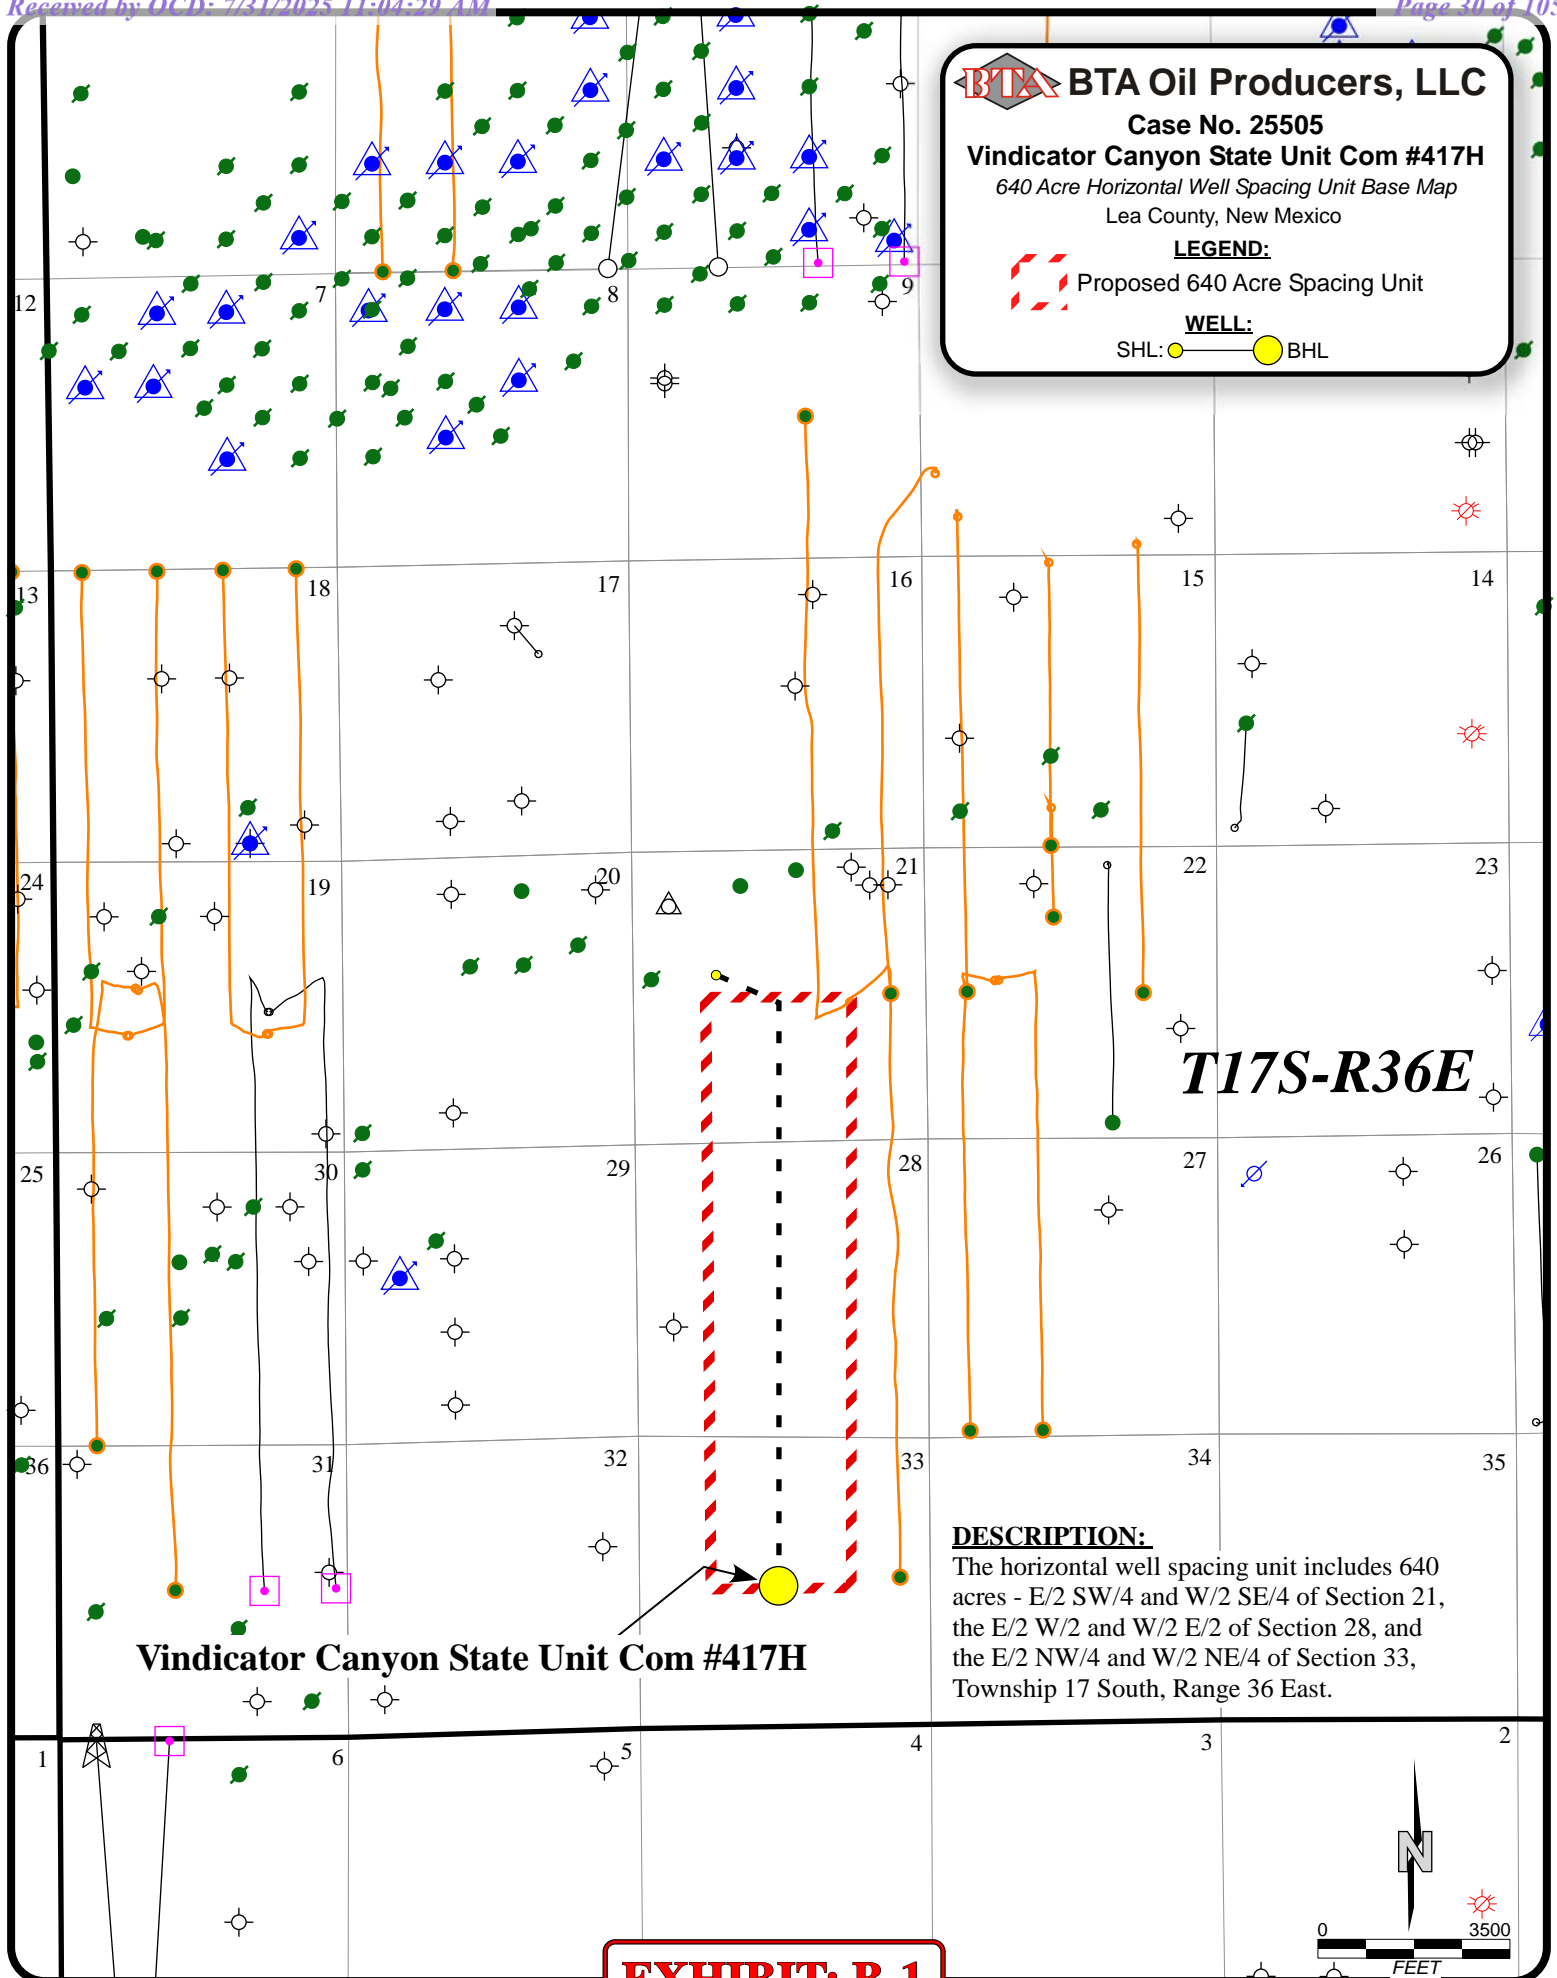 Received by OCD: 7/31/2025 11:04:29 AM
Page 30 of 105
BTA BTA Oil Producers, LLC
Case No. 25505
Vindicator Canyon State Unit Com #417H
640 Acre Horizontal Well Spacing Unit Base Map
Lea County, New Mexico
LEGEND:
Proposed 640 Acre Spacing Unit
WELL:
SHL: BHL
12 7 8 9
13 18 17 16 15 14
24 19 20 21 22 23
T17S-R36E
25 30 29 28 27 26
36 31 32 33 34 35
DESCRIPTION:
The horizontal well spacing unit includes 640
acres - E/2 SW/4 and W/2 SE/4 of Section 21,
the E/2 W/2 and W/2 E/2 of Section 28, and
the E/2 NW/4 and W/2 NE/4 of Section 33,
Township 17 South, Range 36 East.
Vindicator Canyon State Unit Com #417H
1 6 5 4 3 2
N
0 3500
FEET
EXHIBIT: B-1